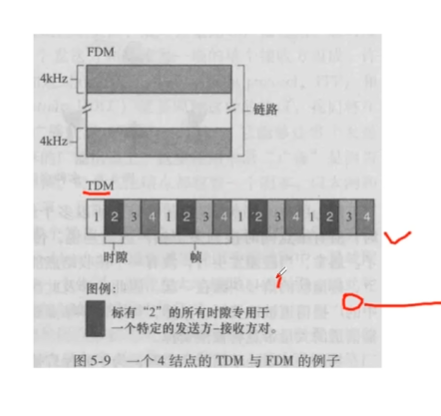 FDM
4kHz
链路
4kHz
TDM
1 2 3 4 1 2 3 4 1 2 3 4 1 2 3 4
时隙 帧
图例:
标有“2”的所有时隙专用于
一个特定的发送方-接收方对。
图 5-9 一个 4 结点的 TDM 与 FDM 的例子